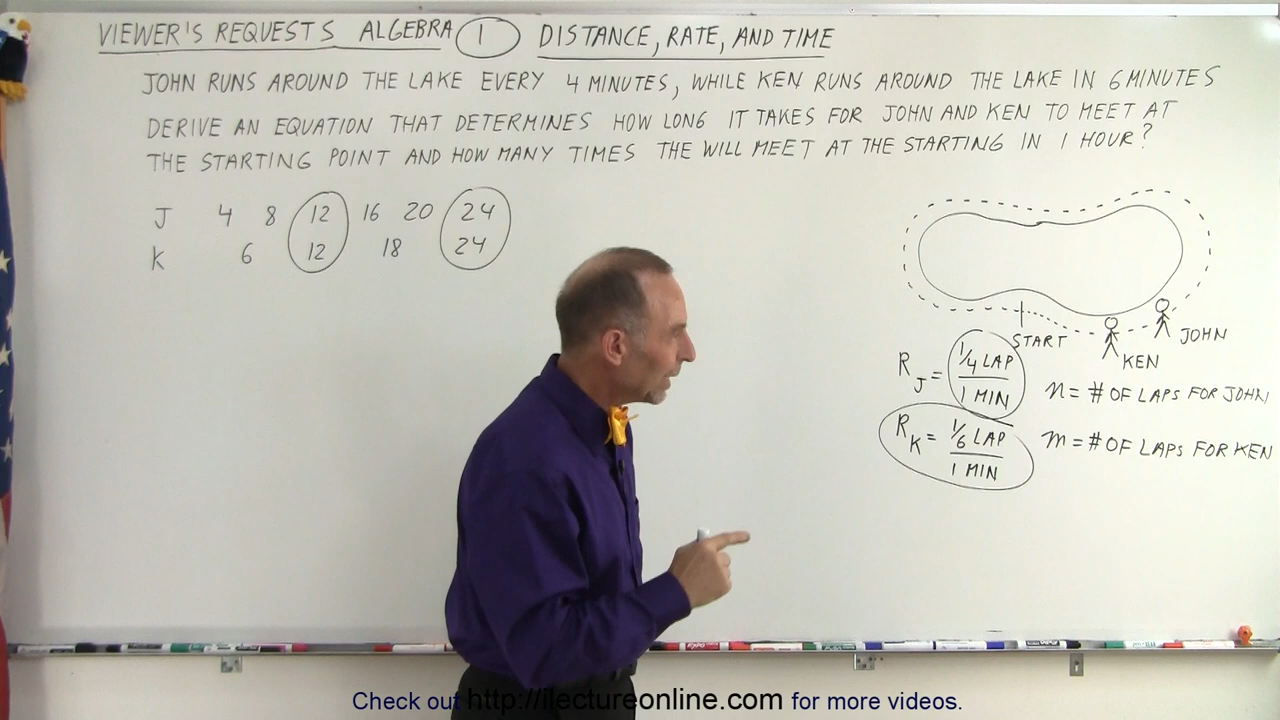 VIEWER'S REQUESTS ALGEBRA 1 DISTANCE, RATE, AND TIME
JOHN RUNS AROUND THE LAKE EVERY 4 MINUTES, WHILE KEN RUNS AROUND THE LAKE IN 6 MINUTES
DERIVE AN EQUATION THAT DETERMINES HOW LONG IT TAKES FOR JOHN AND KEN TO MEET AT
THE STARTING POINT AND HOW MANY TIMES THE WILL MEET AT THE STARTING IN 1 HOUR?
J 4 8 12 16 20 24
K 6 12 18 24
START
JOHN
KEN
RJ = 1/4 LAP / 1 MIN
n = # OF LAPS FOR JOHN
RK = 1/6 LAP / 1 MIN
m = # OF LAPS FOR KEN
Check out http://ilectureonline.com for more videos.